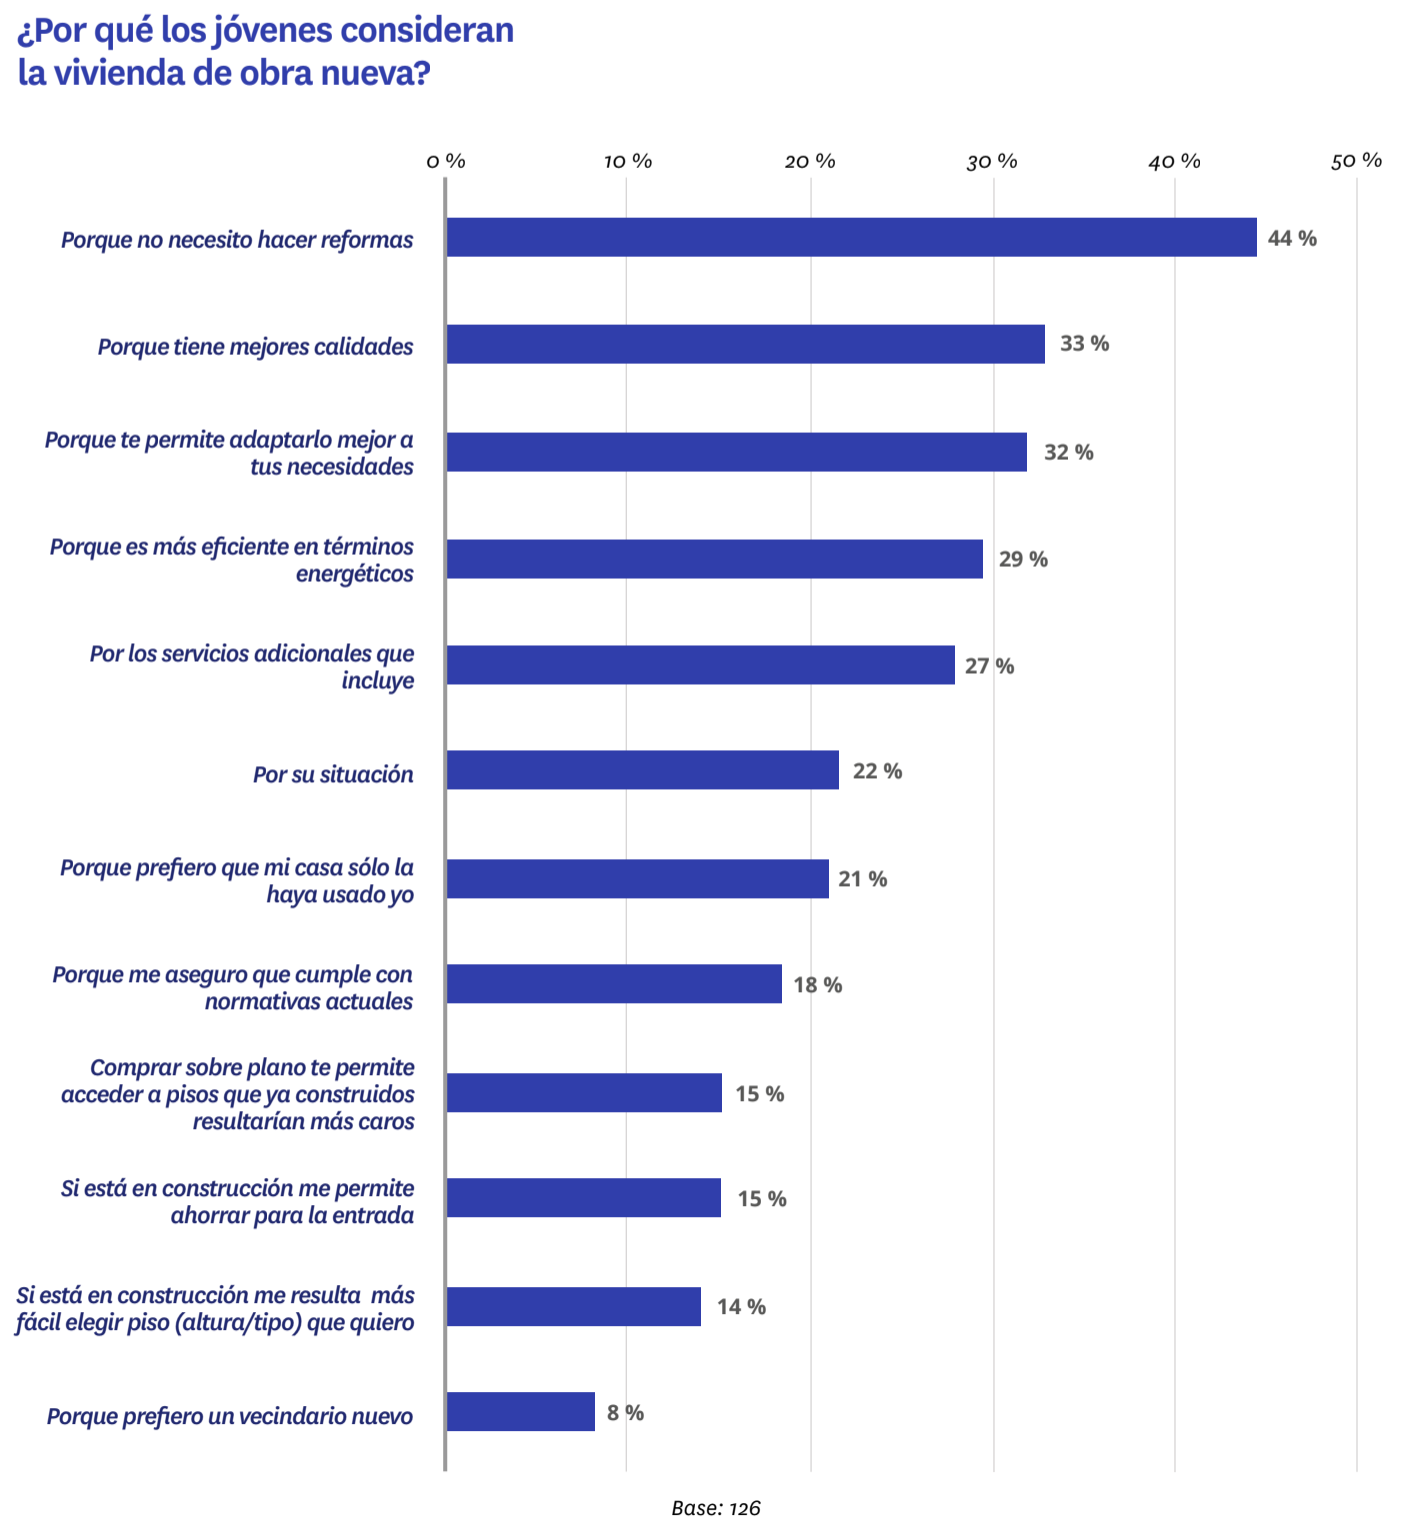 ¿Por qué los jóvenes consideran
la vivienda de obra nueva?
0 % 10 % 20 % 30 % 40 % 50 %
Porque no necesito hacer reformas 44 %
Porque tiene mejores calidades 33 %
Porque te permite adaptarlo mejor a
tus necesidades 32 %
Porque es más eficiente en términos
energéticos 29 %
Por los servicios adicionales que
incluye 27 %
Por su situación 22 %
Porque prefiero que mi casa sólo la
haya usado yo 21 %
Porque me aseguro que cumple con
normativas actuales 18 %
Comprar sobre plano te permite
acceder a pisos que ya construidos
resultarían más caros 15 %
Si está en construcción me permite
ahorrar para la entrada 15 %
Si está en construcción me resulta  más
fácil elegir piso (altura/tipo) que quiero 14 %
Porque prefiero un vecindario nuevo 8 %
Base: 126